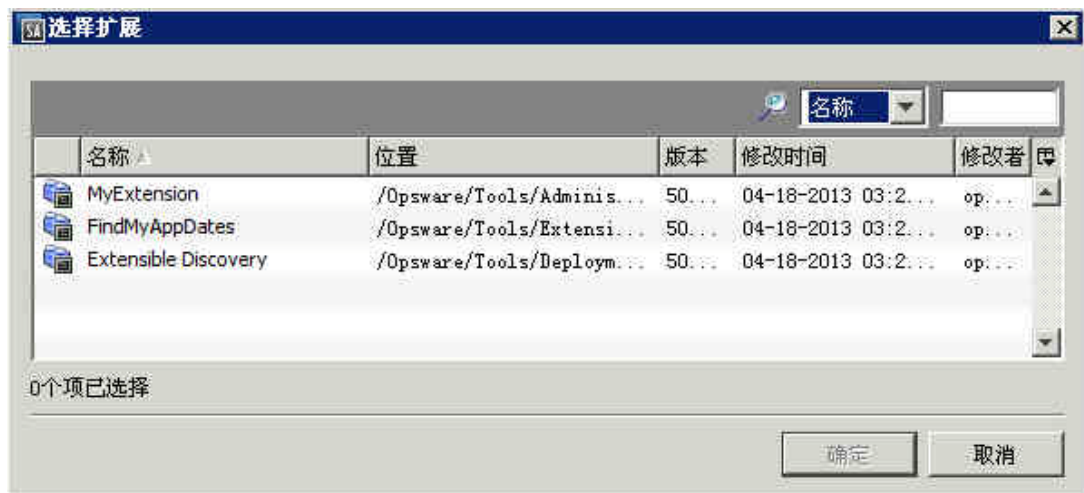 SA 选择扩展
名称
名称 位置 版本 修改时间 修改者
MyExtension /Opsware/Tools/Adminis... 50... 04-18-2013 03:2... op...
FindMyAppDates /Opsware/Tools/Extensi... 50... 04-18-2013 03:2... op...
Extensible Discovery /Opsware/Tools/Deploym... 50... 04-18-2013 03:2... op...
0个项已选择
确定 取消